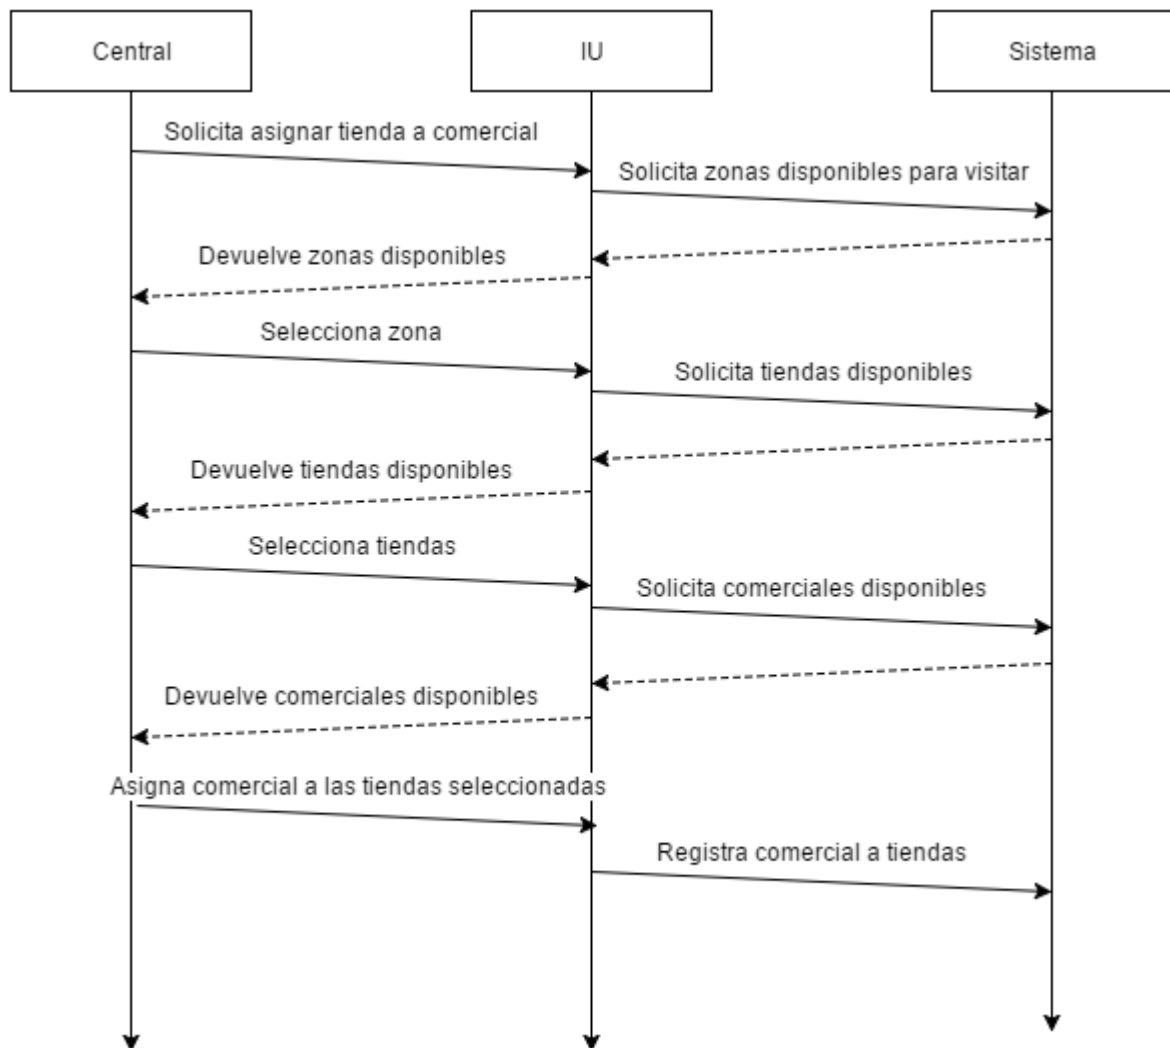 Central
IU
Sistema
Solicita asignar tienda a comercial
Solicita zonas disponibles para visitar
Devuelve zonas disponibles
Selecciona zona
Solicita tiendas disponibles
Devuelve tiendas disponibles
Selecciona tiendas
Solicita comerciales disponibles
Devuelve comerciales disponibles
Asigna comercial a las tiendas seleccionadas
Registra comercial a tiendas